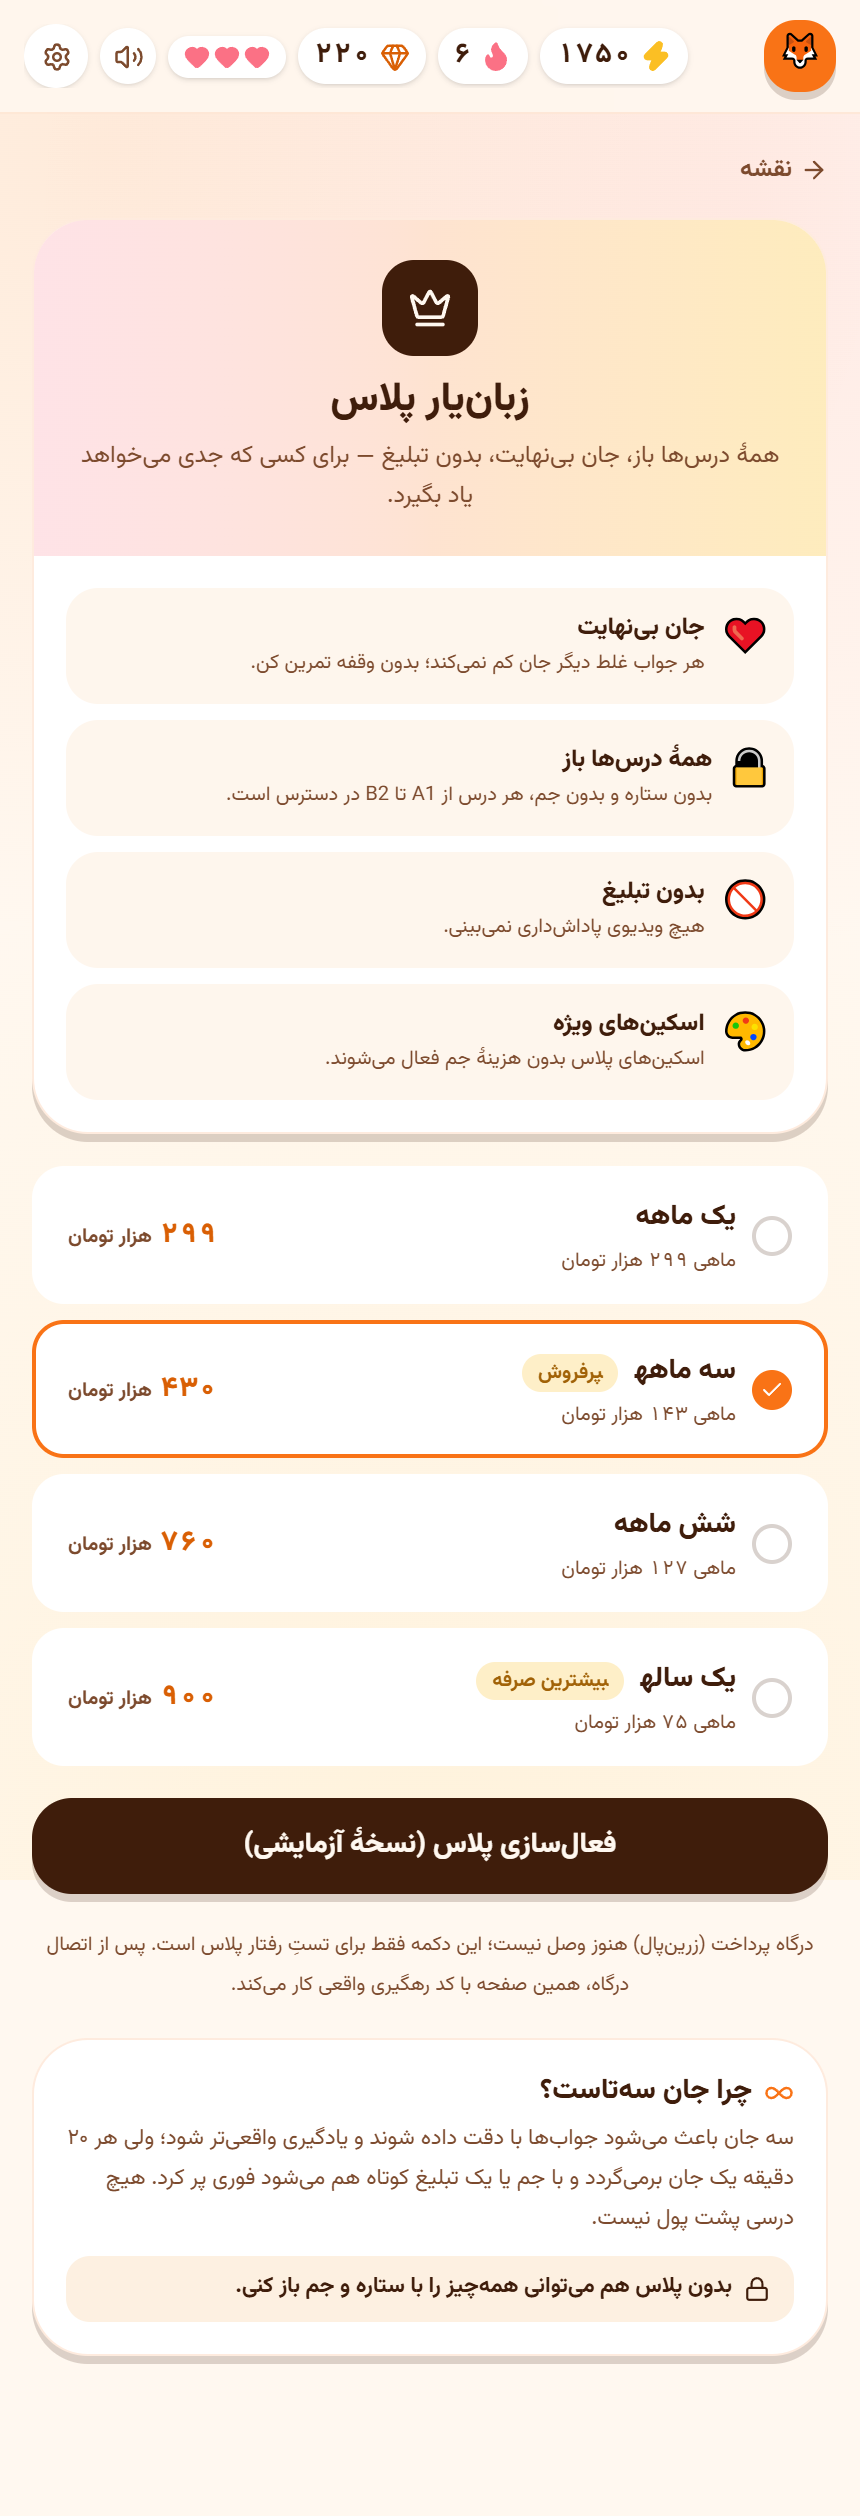 ۱۷۵۰
۶
۲۲۰
نقشه
زبان‌یار پلاس
همهٔ درس‌ها باز، جان بی‌نهایت، بدون تبلیغ — برای کسی که جدی می‌خواهد
یاد بگیرد.
جان بی‌نهایت
هر جواب غلط دیگر جان کم نمی‌کند؛ بدون وقفه تمرین کن.
همهٔ درس‌ها باز
بدون ستاره و بدون جم، هر درس از A1 تا B2 در دسترس است.
بدون تبلیغ
هیچ ویدیوی پاداش‌داری نمی‌بینی.
اسکین‌های ویژه
اسکین‌های پلاس بدون هزینهٔ جم فعال می‌شوند.
یک ماهه
۲۹۹ هزار تومان
ماهی ۲۹۹ هزار تومان
سه ماهه پرفروش
۴۳۰ هزار تومان
ماهی ۱۴۳ هزار تومان
شش ماهه
۷۶۰ هزار تومان
ماهی ۱۲۷ هزار تومان
یک ساله بیشترین صرفه
۹۰۰ هزار تومان
ماهی ۷۵ هزار تومان
فعال‌سازی پلاس (نسخهٔ آزمایشی)
درگاه پرداخت (زرین‌پال) هنوز وصل نیست؛ این دکمه فقط برای تستِ رفتار پلاس است. پس از اتصال
درگاه، همین صفحه با کد رهگیری واقعی کار می‌کند.
چرا جان سه‌تاست؟
سه جان باعث می‌شود جواب‌ها با دقت داده شوند و یادگیری واقعی‌تر شود؛ ولی هر ۲۰
دقیقه یک جان برمی‌گردد و با جم یا یک تبلیغ کوتاه هم می‌شود فوری پر کرد. هیچ
درسی پشت پول نیست.
بدون پلاس هم می‌توانی همه‌چیز را با ستاره و جم باز کنی.